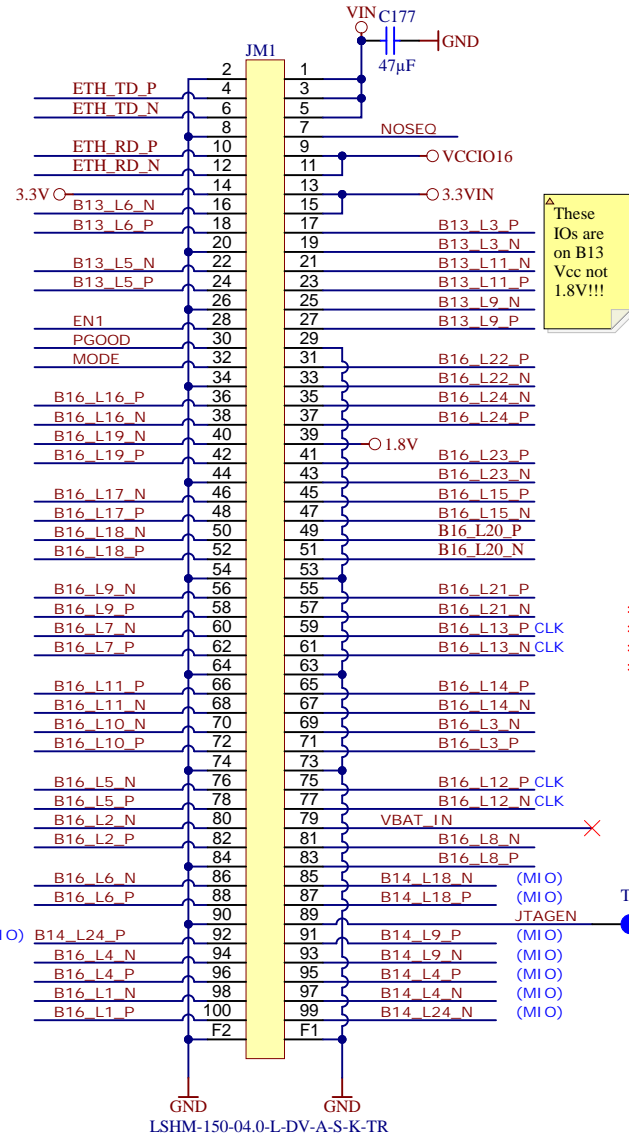 VIN
C177
GND
47µF
JM1
2 1
ETH_TD_P 4 3
ETH_TD_N 6 5
8 7 NOSEQ
ETH_RD_P 10 9 VCCIO16
ETH_RD_N 12 11
3.3V 14 13 3.3VIN
B13_L6_N 16 15
B13_L6_P 18 17 B13_L3_P
20 19 B13_L3_N
B13_L5_N 22 21 B13_L11_N
B13_L5_P 24 23 B13_L11_P
26 25 B13_L9_N
EN1 28 27 B13_L9_P
PGOOD 30 29
MODE 32 31 B16_L22_P
34 33 B16_L22_N
B16_L16_P 36 35 B16_L24_N
B16_L16_N 38 37 B16_L24_P
B16_L19_N 40 39 1.8V
B16_L19_P 42 41 B16_L23_P
44 43 B16_L23_N
B16_L17_N 46 45 B16_L15_P
B16_L17_P 48 47 B16_L15_N
B16_L18_N 50 49 B16_L20_P
B16_L18_P 52 51 B16_L20_N
54 53
B16_L9_N 56 55 B16_L21_P
B16_L9_P 58 57 B16_L21_N
B16_L7_N 60 59 B16_L13_P CLK
B16_L7_P 62 61 B16_L13_N CLK
64 63
B16_L11_P 66 65 B16_L14_P
B16_L11_N 68 67 B16_L14_N
B16_L10_N 70 69 B16_L3_N
B16_L10_P 72 71 B16_L3_P
74 73
B16_L5_N 76 75 B16_L12_P CLK
B16_L5_P 78 77 B16_L12_N CLK
B16_L2_N 80 79 VBAT_IN
B16_L2_P 82 81 B16_L8_N
84 83 B16_L8_P
B16_L6_N 86 85 B14_L18_N (MIO)
B16_L6_P 88 87 B14_L18_P (MIO)
90 89 JTAGEN
IO) B14_L24_P 92 91 B14_L9_P (MIO)
B16_L4_N 94 93 B14_L9_N (MIO)
B16_L4_P 96 95 B14_L4_P (MIO)
B16_L1_N 98 97 B14_L4_N (MIO)
B16_L1_P 100 99 B14_L24_N (MIO)
F2 F1
GND GND
LSHM-150-04.0-L-DV-A-S-K-TR
These
IOs are
on B13
Vcc not
1.8V!!!
T